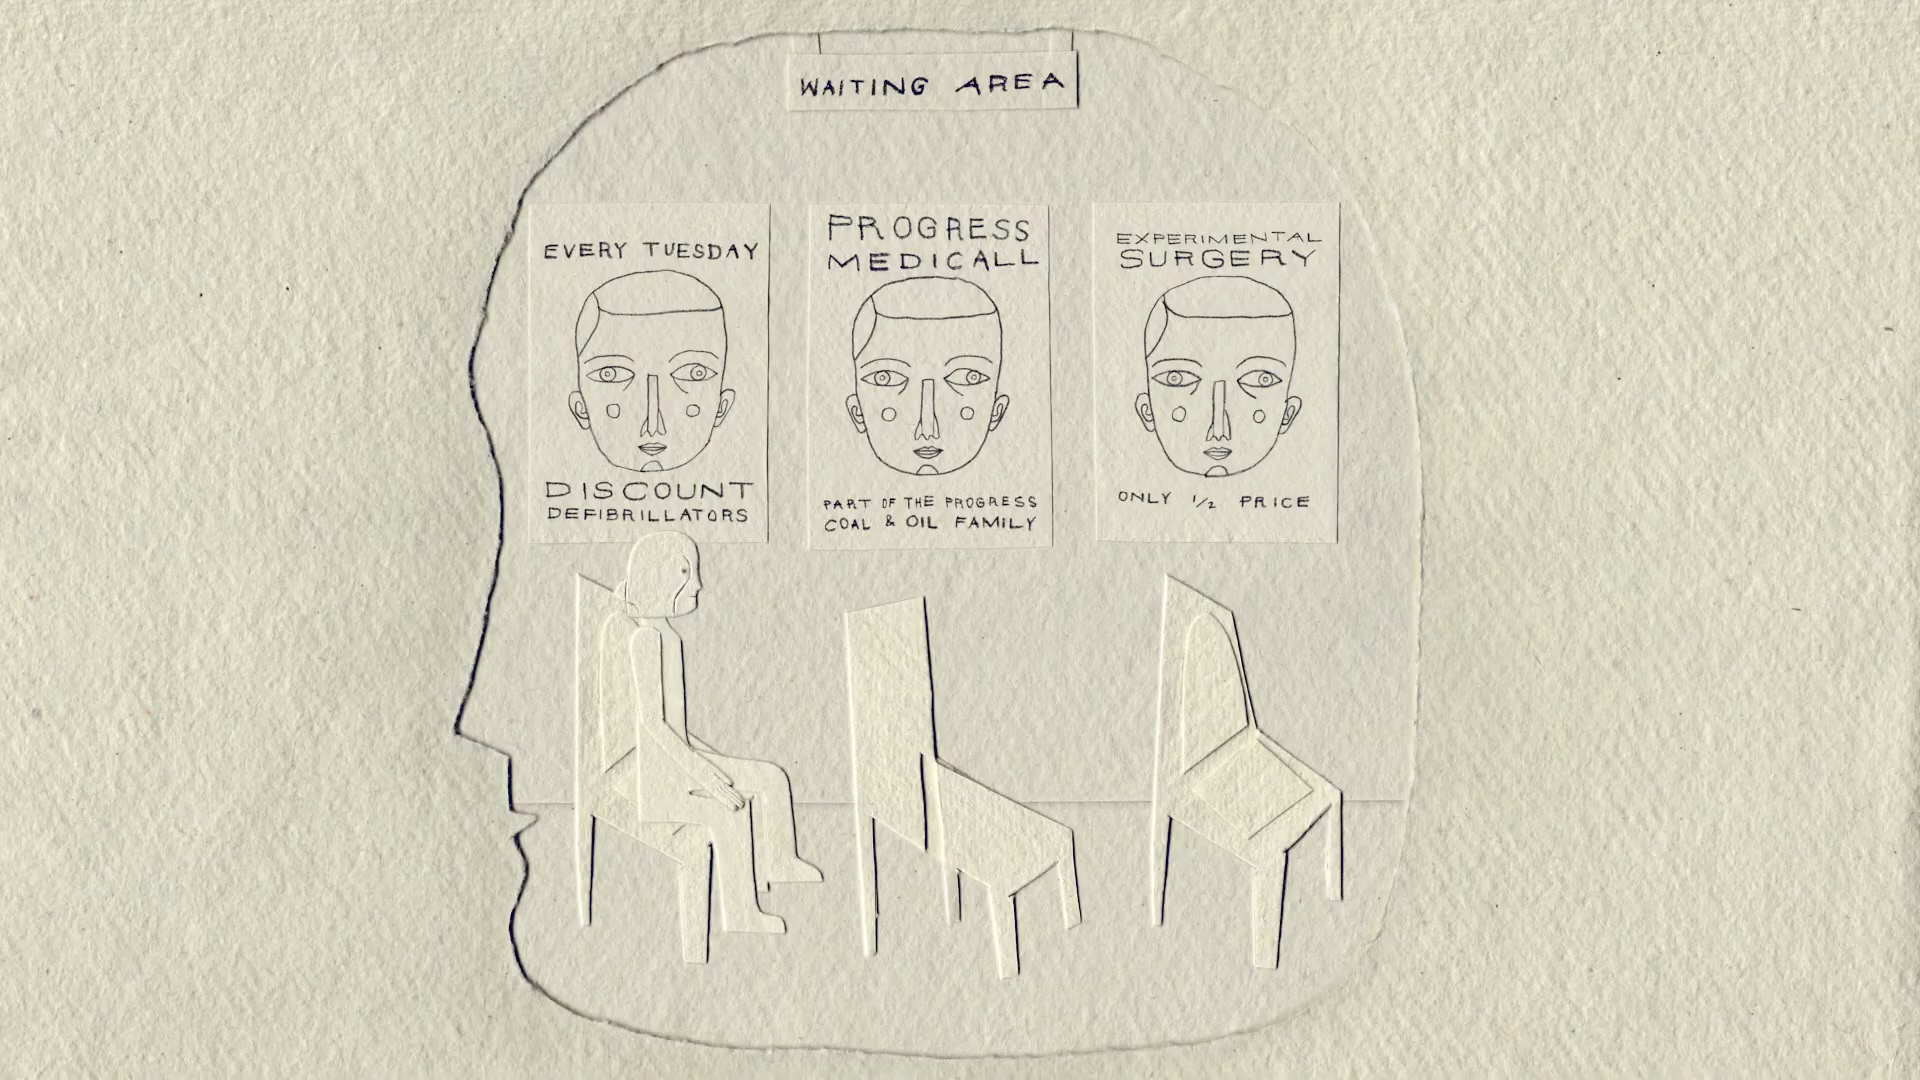 WAITING AREA
EVERY TUESDAY
DISCOUNT
DEFIBRILLATORS
PROGRESS
MEDICALL
PART OF THE PROGRESS
COAL & OIL FAMILY
EXPERIMENTAL
SURGERY
ONLY 1/2 PRICE